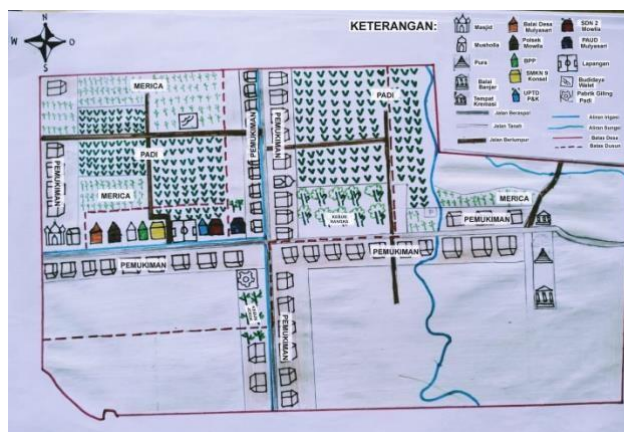 KETERANGAN:
Masjid
Musholla
Pura
Balai Banjar
Tempat Kremasi
Balai Desa Mulyasari
Polsek Mowila
BPP
SMKN 9 Konsel
UPTD P&K
SDN 2 Mowila
PAUD Mulyasari
Lapangan
Budidaya Walet
Pabrik Giling Padi
Jalan Beraspal
Jalan Tanah
Jalan Berlumpur
Aliran Irigasi
Aliran Sungai
Batas Desa
Batas Dusun
N
W
O
S
MERICA
PADI
PADI
PEMUKIMAN
PEMUKIMAN
PEMUKIMAN
MERICA
KEBUN
MERICA
PEMUKIMAN
PEMUKIMAN
PEMUKIMAN
PEMUKIMAN